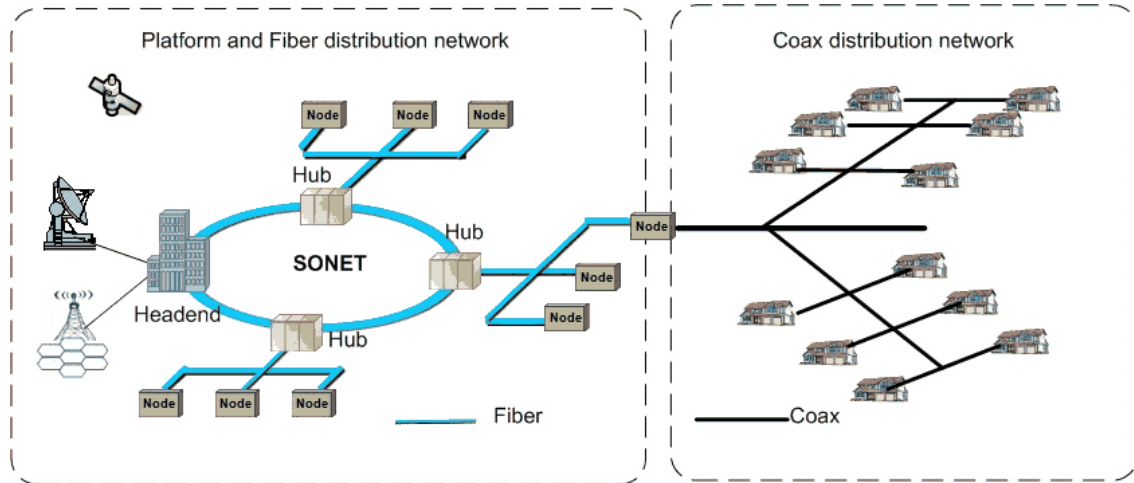 Platform and Fiber distribution network
Coax distribution network
Node
Node
Node
Hub
Hub
Node
SONET
Node
Headend
Node
Hub
Node
Node
Node
Fiber
Coax